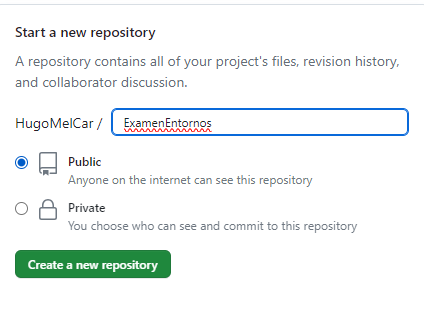 Start a new repository
A repository contains all of your project's files, revision history,
and collaborator discussion.
HugoMelCar / ExamenEntornos
Public
Anyone on the internet can see this repository
Private
You choose who can see and commit to this repository
Create a new repository